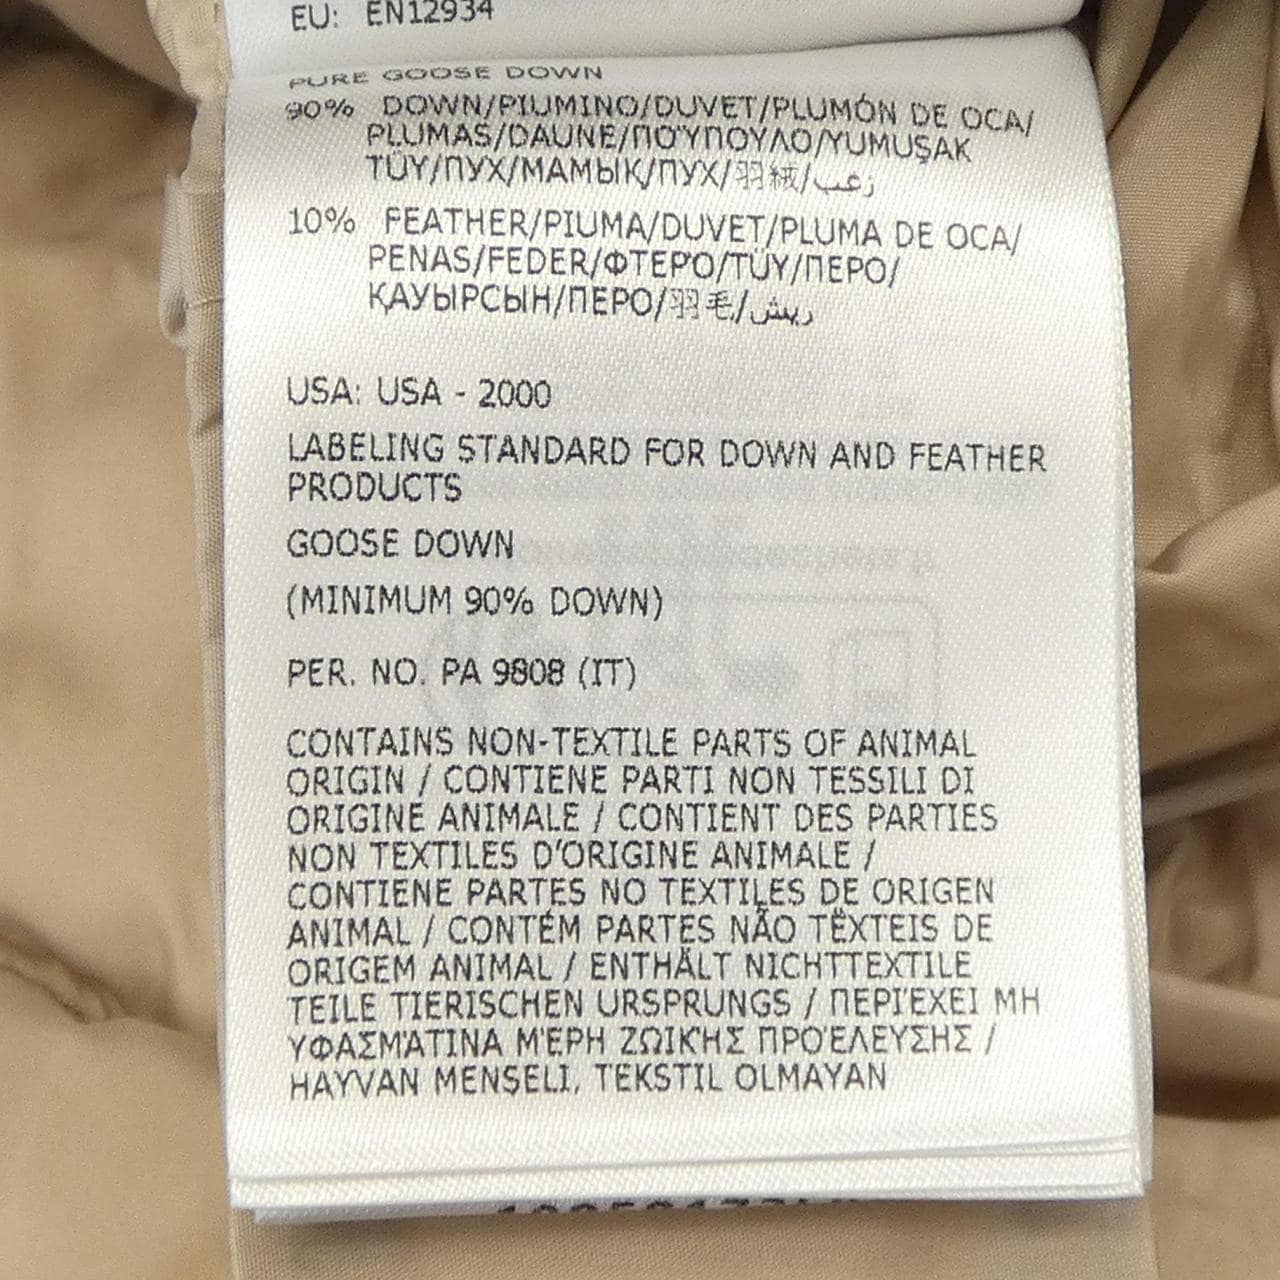 EU: EN12934
PURE GOOSE DOWN
90% DOWN/PIUMINO/DUVET/PLUMÓN DE OCA/
PLUMAS/DAUNE/ΠΟΎΠΟΥΛΟ/YUMUŞAK
TÜY/ПУХ/МАМЫҚ/ПУХ/羽絨/زغب
10% FEATHER/PIUMA/DUVET/PLUMA DE OCA/
PENAS/FEDER/ΦΤΕΡΌ/TÜY/ПЕРО/
ҚАУЫРСЫН/ПЕРО/羽毛/ريش
USA: USA - 2000
LABELING STANDARD FOR DOWN AND FEATHER
PRODUCTS
GOOSE DOWN
(MINIMUM 90% DOWN)
PER. NO. PA 9808 (IT)
CONTAINS NON-TEXTILE PARTS OF ANIMAL
ORIGIN / CONTIENE PARTI NON TESSILI DI
ORIGINE ANIMALE / CONTIENT DES PARTIES
NON TEXTILES D'ORIGINE ANIMALE /
CONTIENE PARTES NO TEXTILES DE ORIGEN
ANIMAL / CONTÉM PARTES NÃO TËXTEIS DE
ORIGEM ANIMAL / ENTHÄLT NICHTTEXTILE
TEILE TIERISCHEN URSPRUNGS / ΠΕΡΙΈΧΕΙ ΜΗ
ΥΦΑΣΜΆΤΙΝΑ ΜΈΡΗ ΖΩΙΚΉΣ ΠΡΟΈΛΕΥΣΗΣ /
HAYVAN MENŞELI, TEKSTIL OLMAYAN